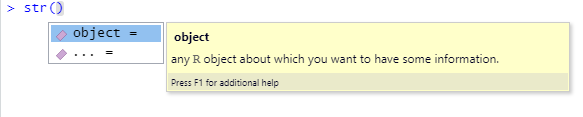 > str()
object =
... =
object
any R object about which you want to have some information.
Press F1 for additional help